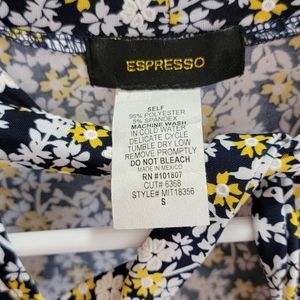 ESPRESSO
SELF
95% POLYESTER
5% SPANDEX
MACHINE WASH
IN COLD WATER
DELICATE CYCLE
TUMBLE DRY LOW
REMOVE PROMPTLY
DO NOT BLEACH
MADE IN MEXICO
RN #101807
CUT# 6368
STYLE# MIT18356
S